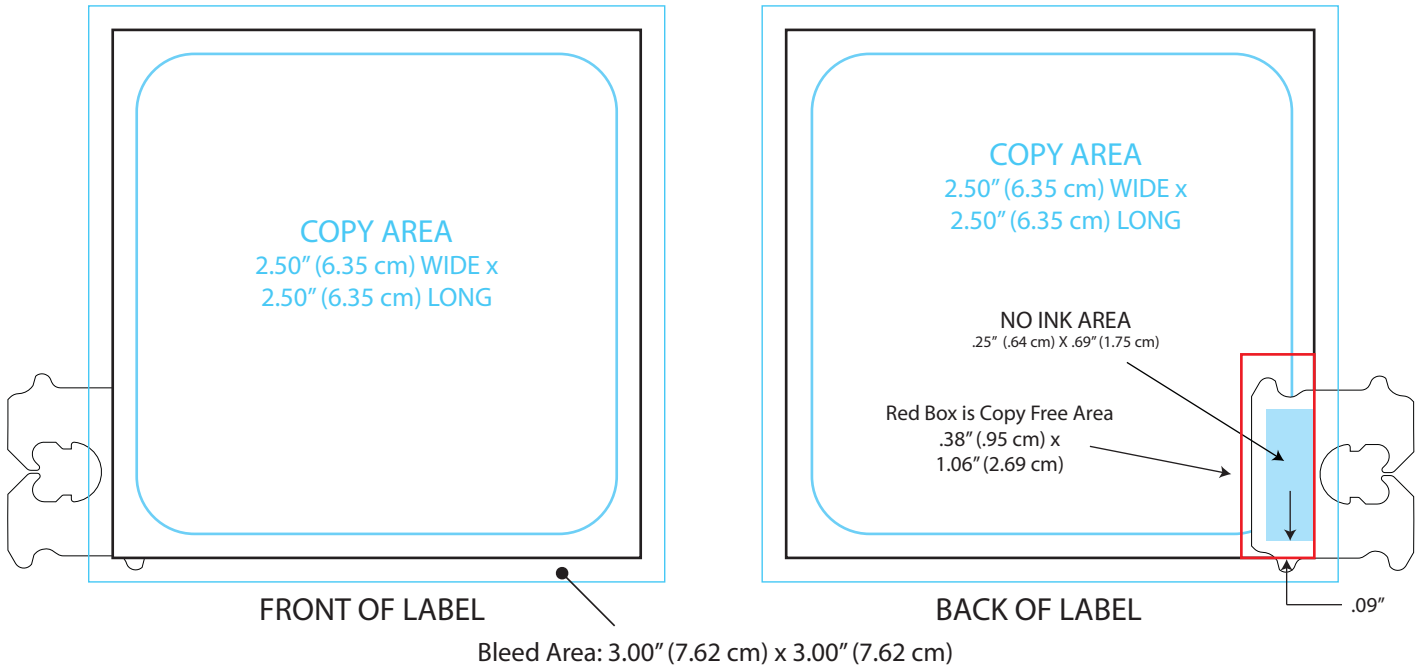 COPY AREA
2.50” (6.35 cm) WIDE x
2.50” (6.35 cm) LONG
COPY AREA
2.50” (6.35 cm) WIDE x
2.50” (6.35 cm) LONG
NO INK AREA
.25” (.64 cm) X .69” (1.75 cm)
Red Box is Copy Free Area
.38” (.95 cm) x
1.06” (2.69 cm)
.09”
FRONT OF LABEL
BACK OF LABEL
Bleed Area: 3.00” (7.62 cm) x 3.00” (7.62 cm)